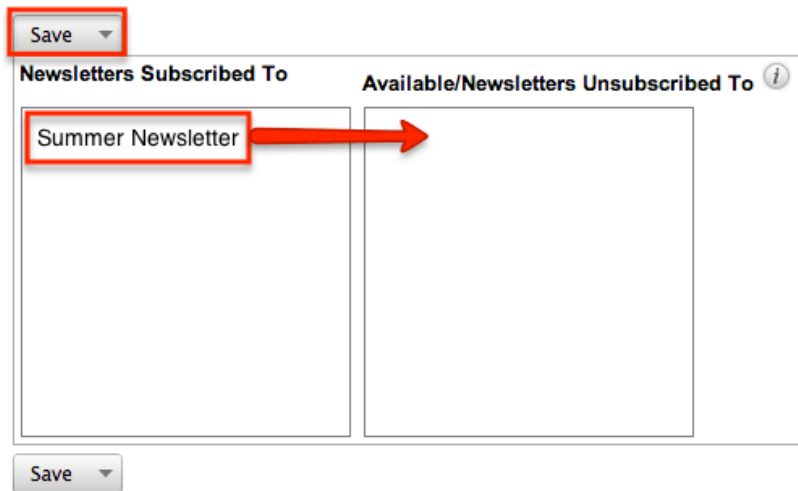 Save
Newsletters Subscribed To
Available/Newsletters Unsubscribed To i
Summer Newsletter
Save